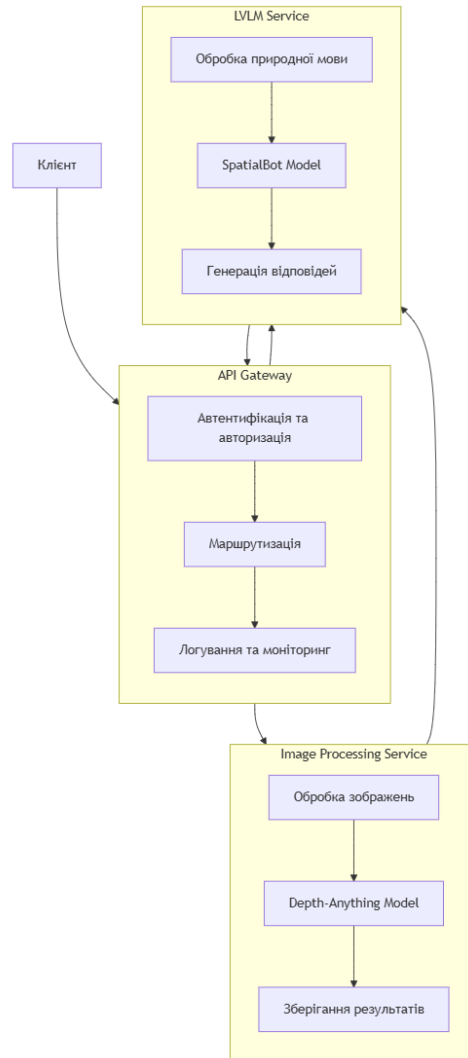 LVLM Service
Обробка природної мови
Клієнт
SpatialBot Model
Генерація відповідей
API Gateway
Автентифікація та
авторизація
Маршрутизація
Логування та моніторинг
Image Processing Service
Обробка зображень
Depth-Anything Model
Зберігання результатів